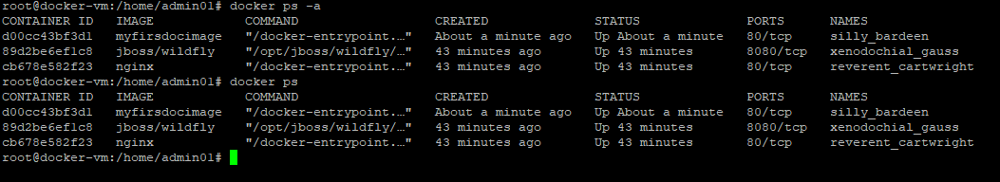 root@docker-vm:/home/admin01# docker ps -a
CONTAINER ID   IMAGE           COMMAND                  CREATED              STATUS              PORTS      NAMES
d00cc43bf3d1   myfirsdocimage  "/docker-entrypoint.…"   About a minute ago   Up About a minute   80/tcp     silly_bardeen
89d2be6ef1c8   jboss/wildfly   "/opt/jboss/wildfly/…"   43 minutes ago       Up 43 minutes       8080/tcp   xenodochial_gauss
cb678e582f23   nginx           "/docker-entrypoint.…"   43 minutes ago       Up 43 minutes       80/tcp     reverent_cartwright
root@docker-vm:/home/admin01# docker ps
CONTAINER ID   IMAGE           COMMAND                  CREATED              STATUS              PORTS      NAMES
d00cc43bf3d1   myfirsdocimage  "/docker-entrypoint.…"   About a minute ago   Up About a minute   80/tcp     silly_bardeen
89d2be6ef1c8   jboss/wildfly   "/opt/jboss/wildfly/…"   43 minutes ago       Up 43 minutes       8080/tcp   xenodochial_gauss
cb678e582f23   nginx           "/docker-entrypoint.…"   43 minutes ago       Up 43 minutes       80/tcp     reverent_cartwright
root@docker-vm:/home/admin01#